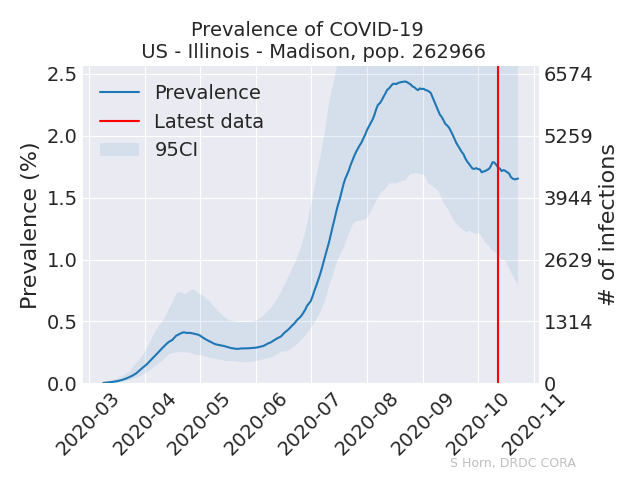 Prevalence of COVID-19
US - Illinois - Madison, pop. 262966
Prevalence
Latest data
95CI
Prevalence (%)
2.5
2.0
1.5
1.0
0.5
0.0
6574
5259
3944
2629
1314
0
# of infections
2020-03
2020-04
2020-05
2020-06
2020-07
2020-08
2020-09
2020-10
2020-11
S Horn, DRDC CORA